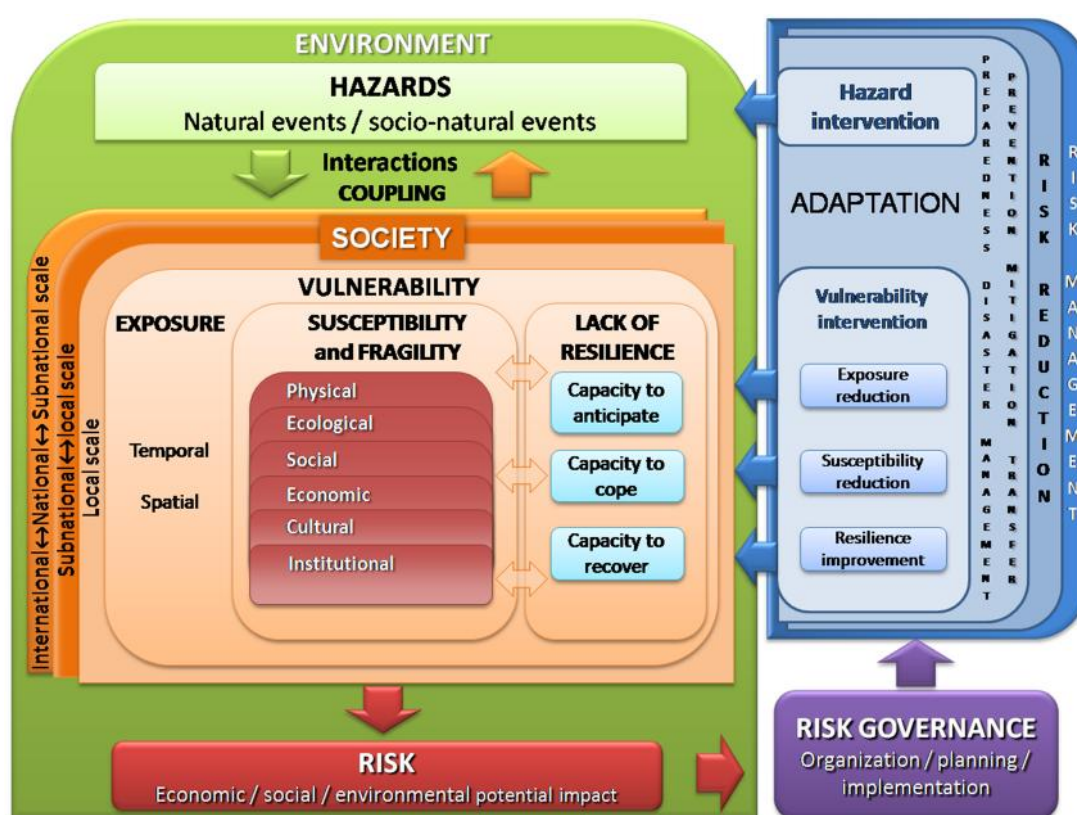 ENVIRONMENT
HAZARDS
Natural events / socio-natural events
Interactions
COUPLING
SOCIETY
International↔National↔Subnational scale
Subnational↔local scale
Local scale
VULNERABILITY
EXPOSURE
Temporal
Spatial
SUSCEPTIBILITY
and FRAGILITY
Physical
Ecological
Social
Economic
Cultural
Institutional
LACK OF
RESILIENCE
Capacity to
anticipate
Capacity to
cope
Capacity to
recover
RISK
Economic / social / environmental potential impact
Hazard
intervention
ADAPTATION
Vulnerability
intervention
Exposure
reduction
Susceptibility
reduction
Resilience
improvement
PREPAREDNESS DISASTER MANAGEMENT
PREVENTION MITIGATION TRANSFER
RISK REDUCTION
RISK MANAGEMENT
RISK GOVERNANCE
Organization / planning /
implementation